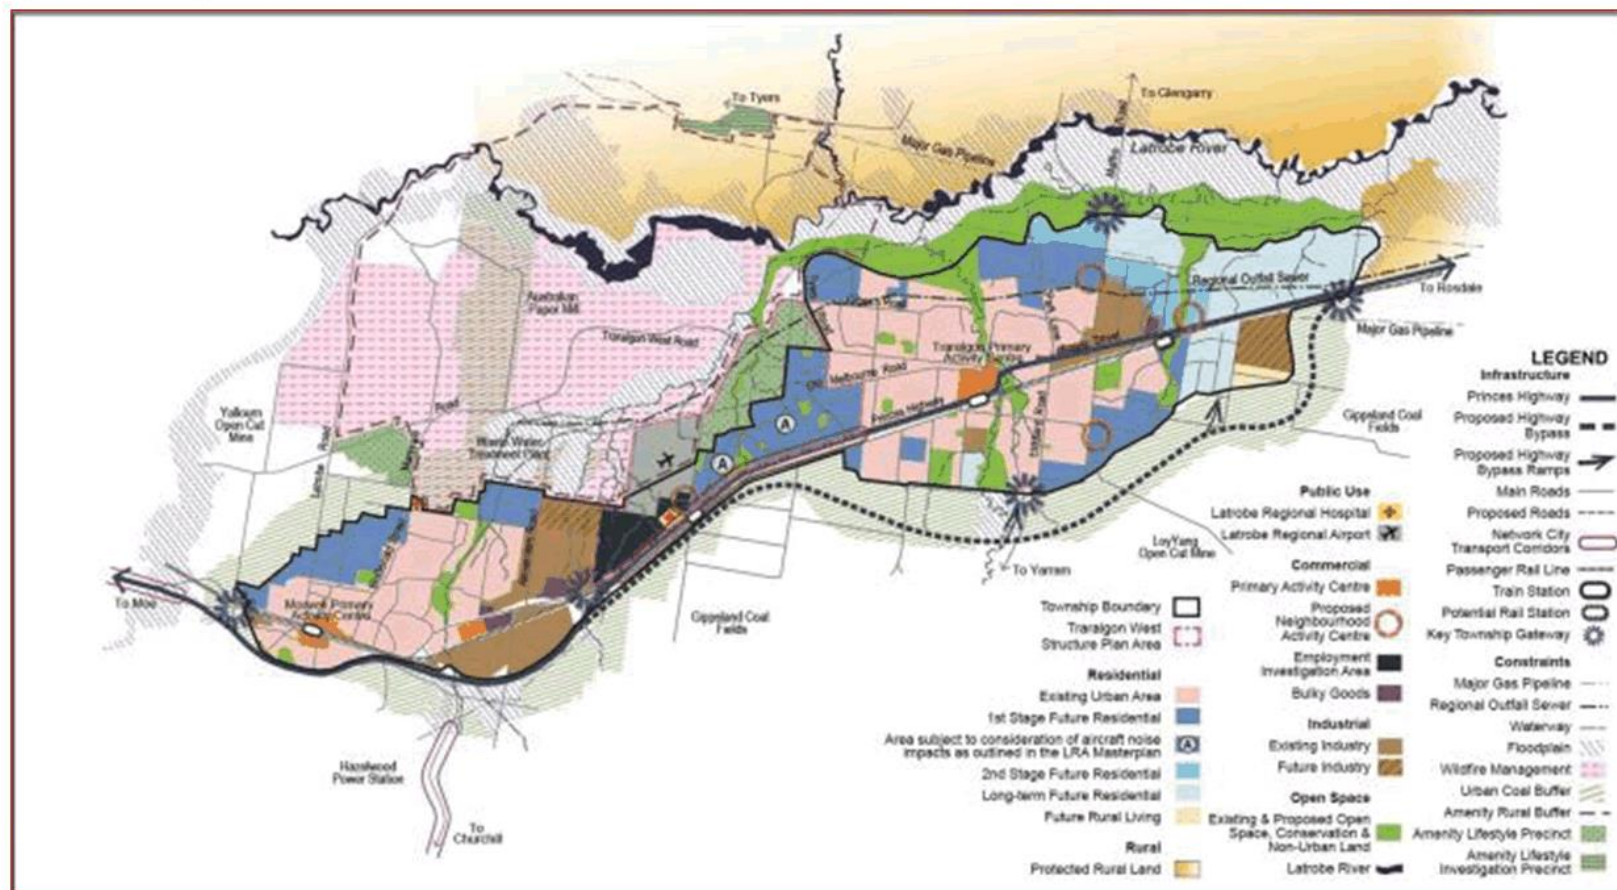 To Tyers
To Glengarry
Major Gas Pipeline
Latrobe River
Australian
Paper Mill
Traralgon West Road
Regional Outfall Sewer
To Rosdale
Major Gas Pipeline
Traralgon Primary
Activity Centre
Old Melbourne Road
Princes Highway
Road
Yallourn
Open Cut
Mine
Latrobe Road
Waste Water
Treatment Plant
A
A
Gippsland Coal
Fields
LoyYang
Open Cut Mine
To Yarram
To Moe
Morwell Primary
Activity Centre
Gippsland Coal
Fields
Hazelwood
Power Station
To
Churchill
LEGEND
Infrastructure
Princes Highway
Proposed Highway
Bypass
Proposed Highway
Bypass Ramps
Main Roads
Proposed Roads
Network City
Transport Corridors
Passenger Rail Line
Train Station
Potential Rail Station
Key Township Gateway
Constraints
Major Gas Pipeline
Regional Outfall Sewer
Waterway
Floodplain
Wildfire Management
Urban Coal Buffer
Amenity Rural Buffer
Amenity Lifestyle Precinct
Amenity Lifestyle
Investigation Precinct
Public Use
Latrobe Regional Hospital
Latrobe Regional Airport
Commercial
Primary Activity Centre
Proposed
Neighbourhood
Activity Centre
Employment
Investigation Area
Bulky Goods
Industrial
Existing Industry
Future Industry
Open Space
Existing & Proposed Open
Space, Conservation &
Non-Urban Land
Latrobe River
Township Boundary
Traralgon West
Structure Plan Area
Residential
Existing Urban Area
1st Stage Future Residential
Area subject to consideration of aircraft noise
impacts as outlined in the LRA Masterplan
A
2nd Stage Future Residential
Long-term Future Residential
Future Rural Living
Rural
Protected Rural Land